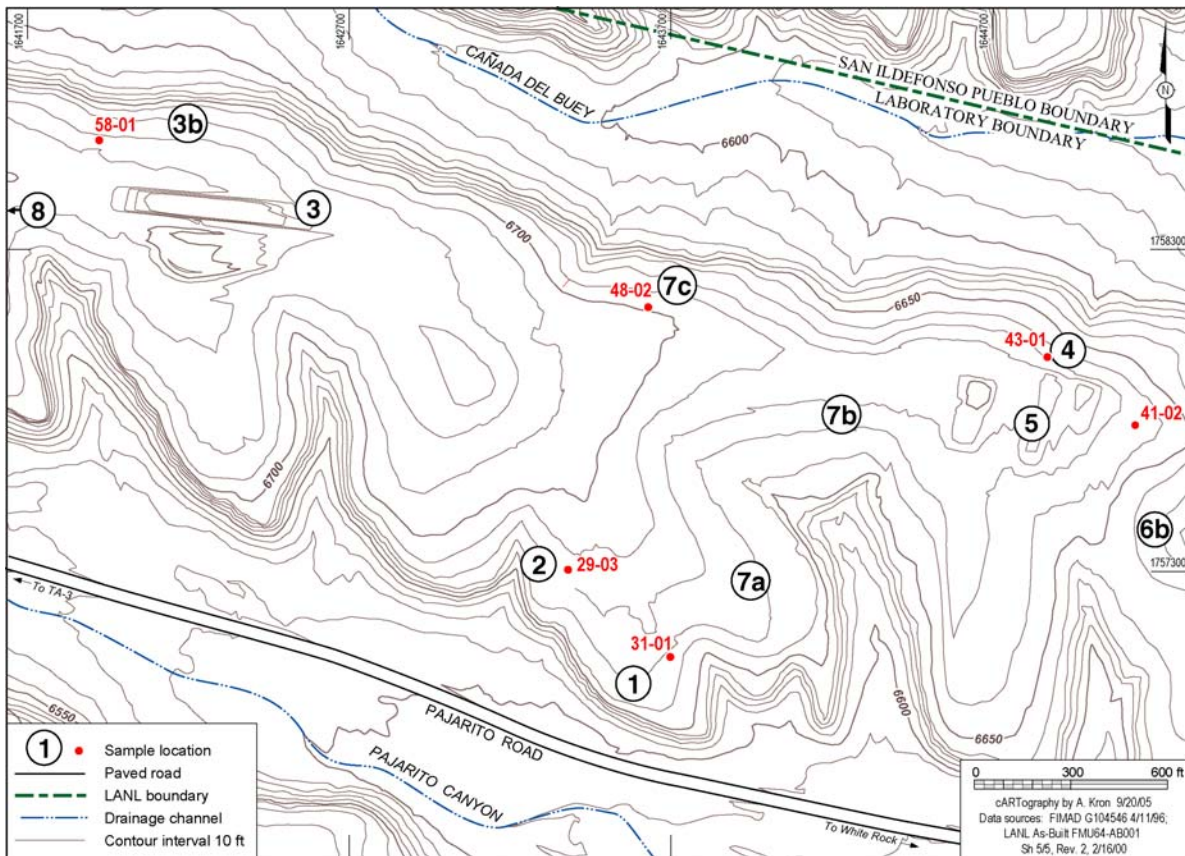 1641700
1642700
1643700
1644700
CAÑADA DEL BUEY
SAN ILDEFONSO PUEBLO BOUNDARY
LABORATORY BOUNDARY
N
58-01
3b
6600
3
8
6700
1758300
48-02
7c
6650
43-01
4
41-02
7b
5
6700
6b
2
29-03
7a
1757300
To TA-3
31-01
1
6600
6550
PAJARITO ROAD
6650
PAJARITO CANYON
To White Rock
1 Sample location
Paved road
LANL boundary
Drainage channel
Contour interval 10 ft
0 300 600 ft
cARTography by A. Kron 9/20/05
Data sources: FIMAD G104546 4/11/96;
LANL As-Built FMU64-AB001
Sh 5/5, Rev. 2, 2/16/00